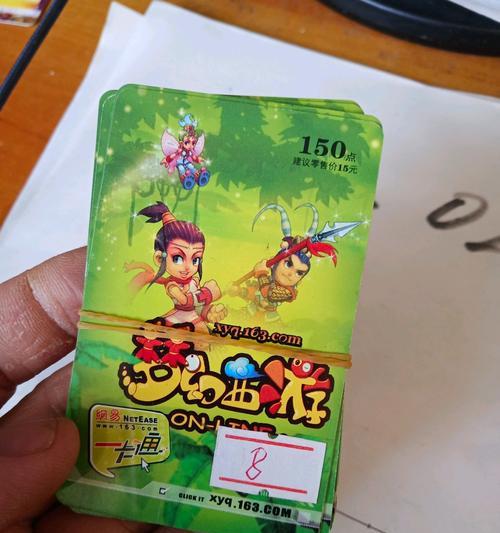 150点
建议零售价15元
xyq.163.com
梦幻西游
ON-LINE
網易 NETEASE
www.163.com
一卡通
8
CLICK IT xyq.163.COM